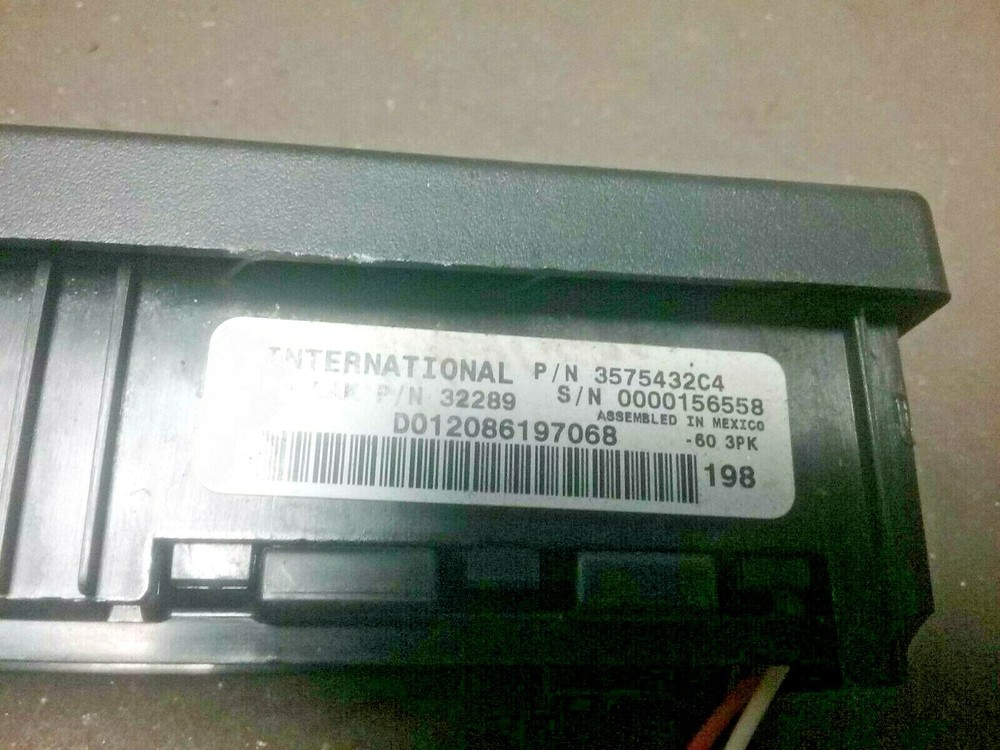 INTERNATIONAL P/N 3575432C4
P/N 32289 S/N 0000156558
ASSEMBLED IN MEXICO
D012086197068 -60 3PK
198